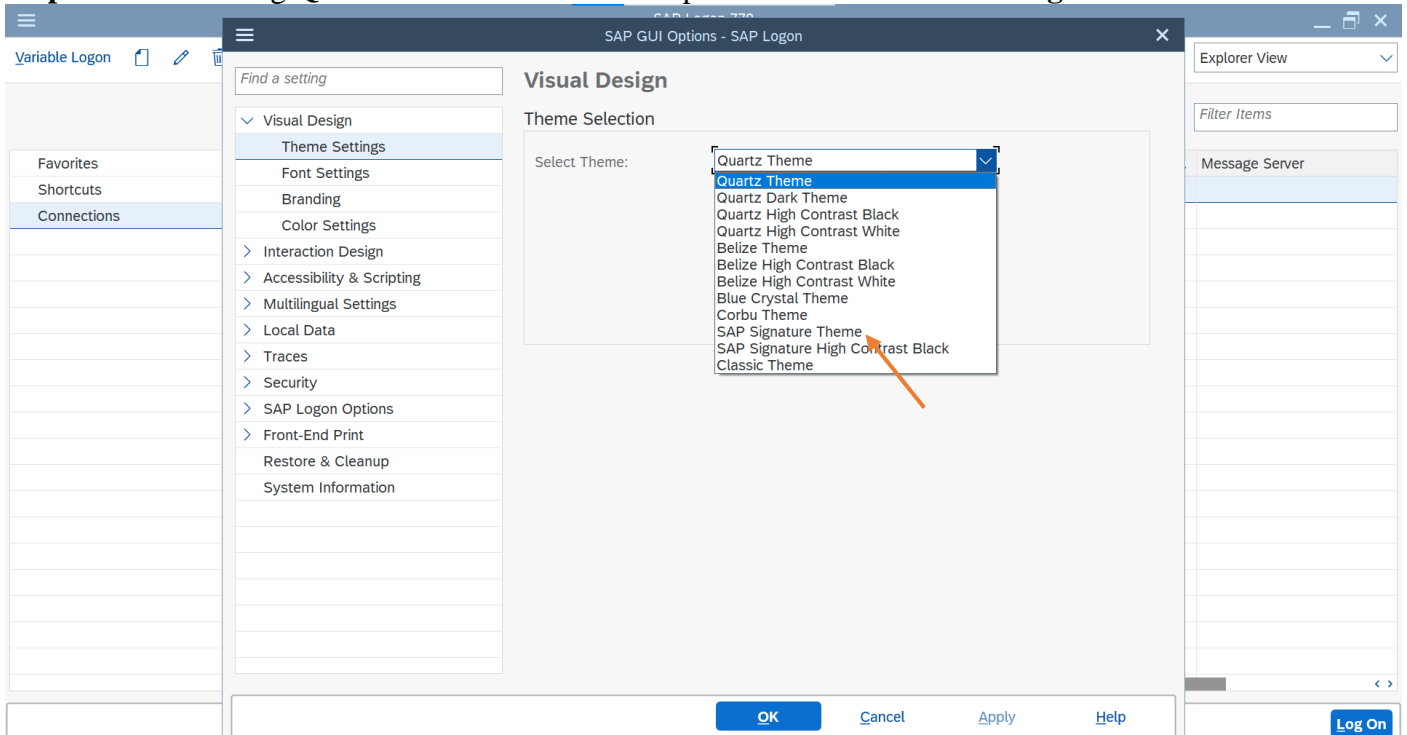 SAP Logon 770
SAP GUI Options - SAP Logon
Variable Logon
Explorer View
Find a setting
Visual Design
Filter Items
Visual Design
Theme Selection
Theme Settings
Select Theme:
Quartz Theme
Favorites
Message Server
Font Settings
Quartz Theme
Shortcuts
Branding
Quartz Dark Theme
Connections
Quartz High Contrast Black
Color Settings
Quartz High Contrast White
Interaction Design
Belize Theme
Belize High Contrast Black
Accessibility & Scripting
Belize High Contrast White
Multilingual Settings
Blue Crystal Theme
Corbu Theme
Local Data
SAP Signature Theme
Traces
SAP Signature High Contrast Black
Classic Theme
Security
SAP Logon Options
Front-End Print
Restore & Cleanup
System Information
OK
Cancel
Apply
Help
Log On